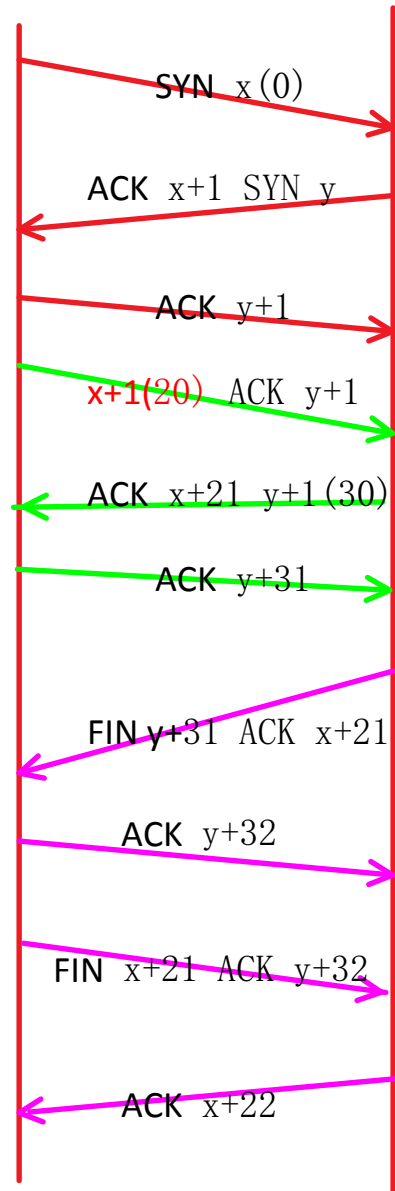 SYN x(0)
ACK x+1 SYN y
ACK y+1
x+1(20) ACK y+1
ACK x+21 y+1(30)
ACK y+31
FIN y+31 ACK x+21
ACK y+32
FIN x+21 ACK y+32
ACK x+22